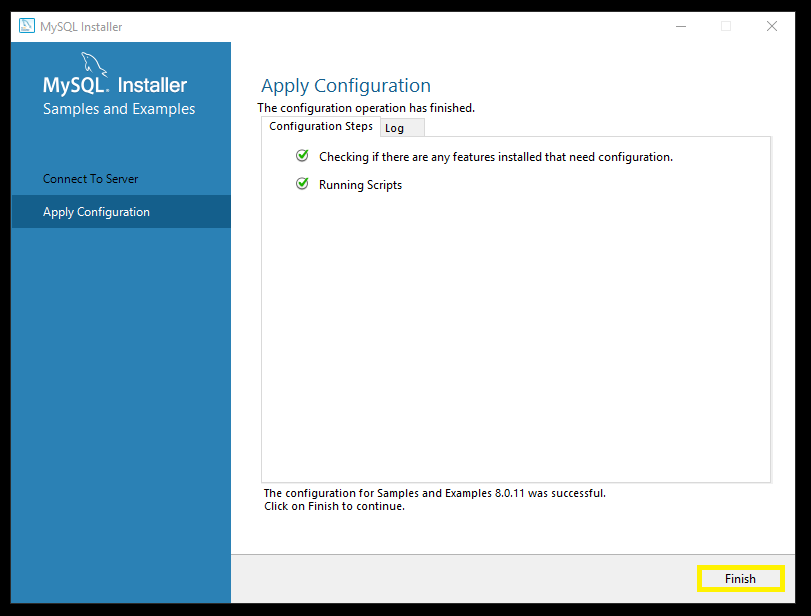 MySQL Installer
MySQL. Installer
Samples and Examples
Connect To Server
Apply Configuration
Apply Configuration
The configuration operation has finished.
Configuration Steps Log
Checking if there are any features installed that need configuration.
Running Scripts
The configuration for Samples and Examples 8.0.11 was successful.
Click on Finish to continue.
Finish